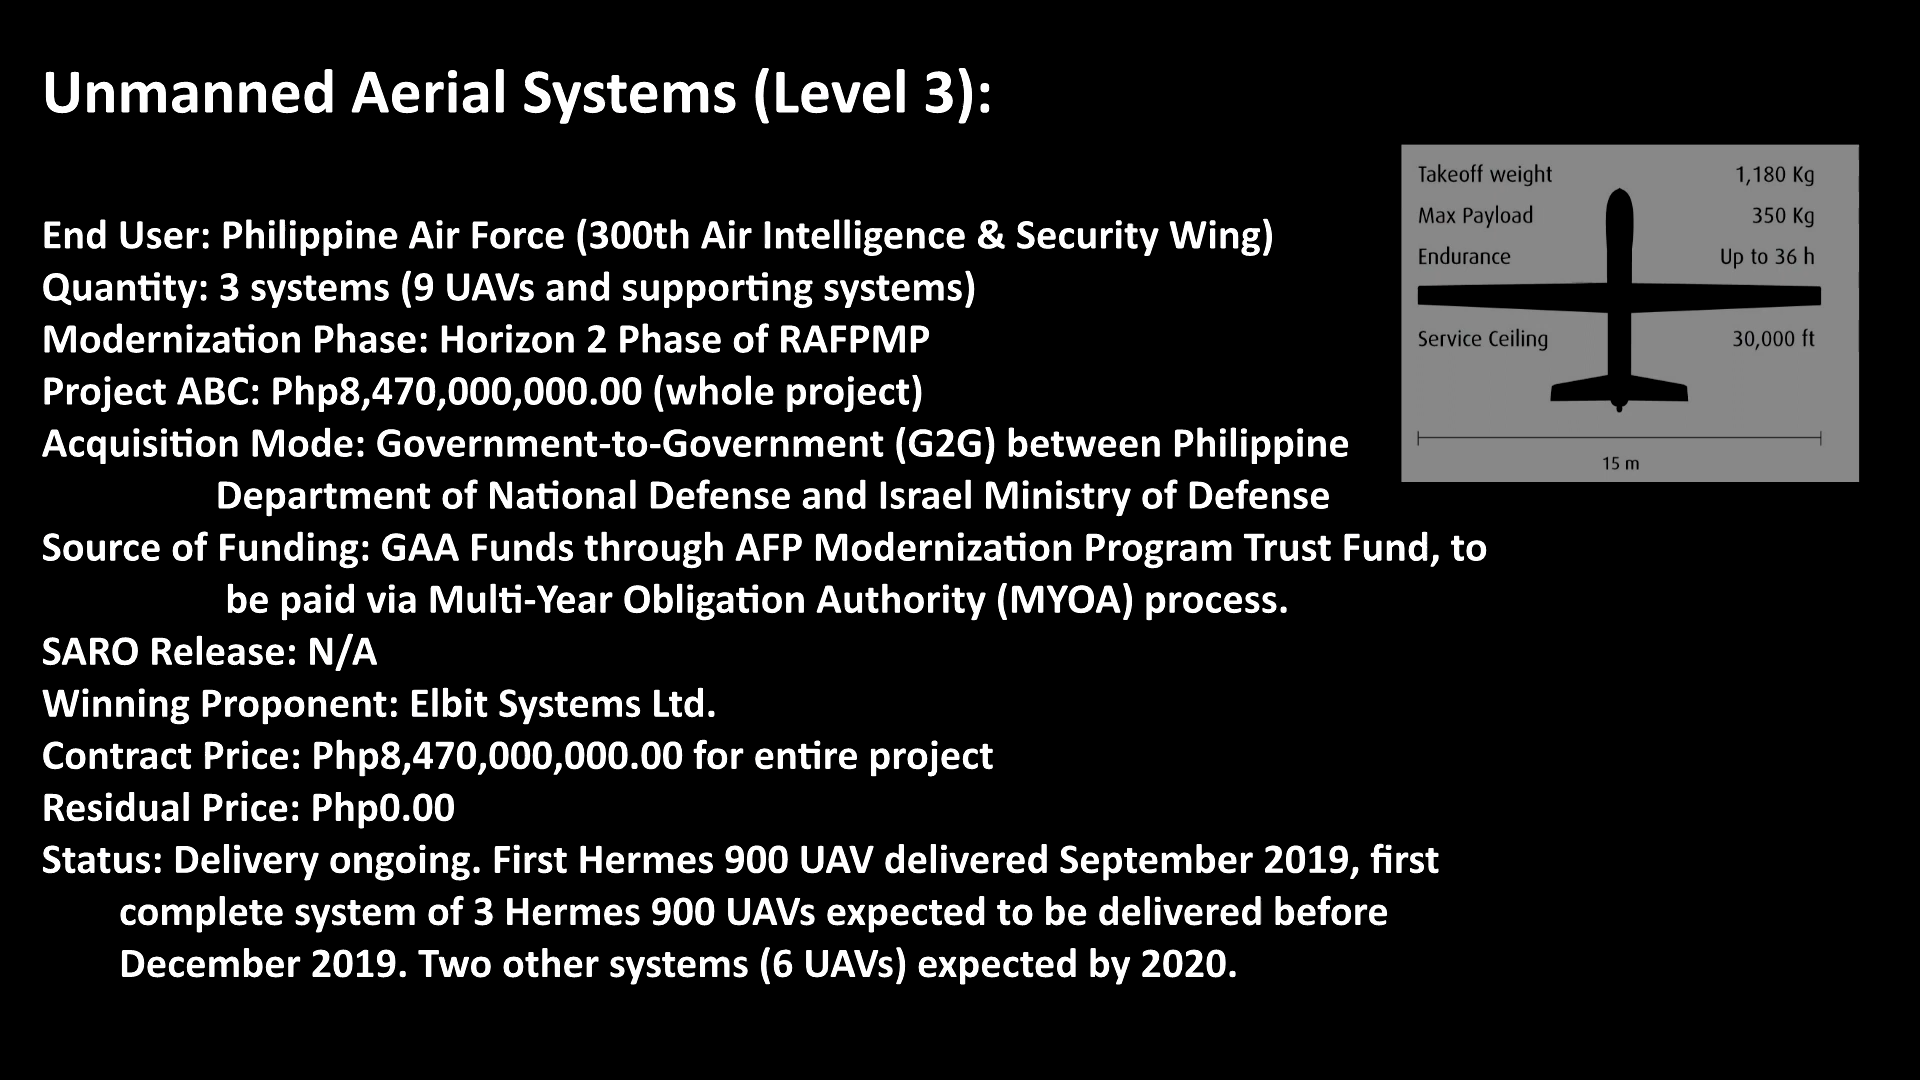 Unmanned Aerial Systems (Level 3):
End User: Philippine Air Force (300th Air Intelligence & Security Wing)
Quantity: 3 systems (9 UAVs and supporting systems)
Modernization Phase: Horizon 2 Phase of RAFPMP
Project ABC: Php8,470,000,000.00 (whole project)
Acquisition Mode: Government-to-Government (G2G) between Philippine
Department of National Defense and Israel Ministry of Defense
Source of Funding: GAA Funds through AFP Modernization Program Trust Fund, to
be paid via Multi-Year Obligation Authority (MYOA) process.
SARO Release: N/A
Winning Proponent: Elbit Systems Ltd.
Contract Price: Php8,470,000,000.00 for entire project
Residual Price: Php0.00
Status: Delivery ongoing. First Hermes 900 UAV delivered September 2019, first
complete system of 3 Hermes 900 UAVs expected to be delivered before
December 2019. Two other systems (6 UAVs) expected by 2020.
Takeoff weight 1,180 Kg
Max Payload 350 Kg
Endurance Up to 36 h
Service Ceiling 30,000 ft
15 m